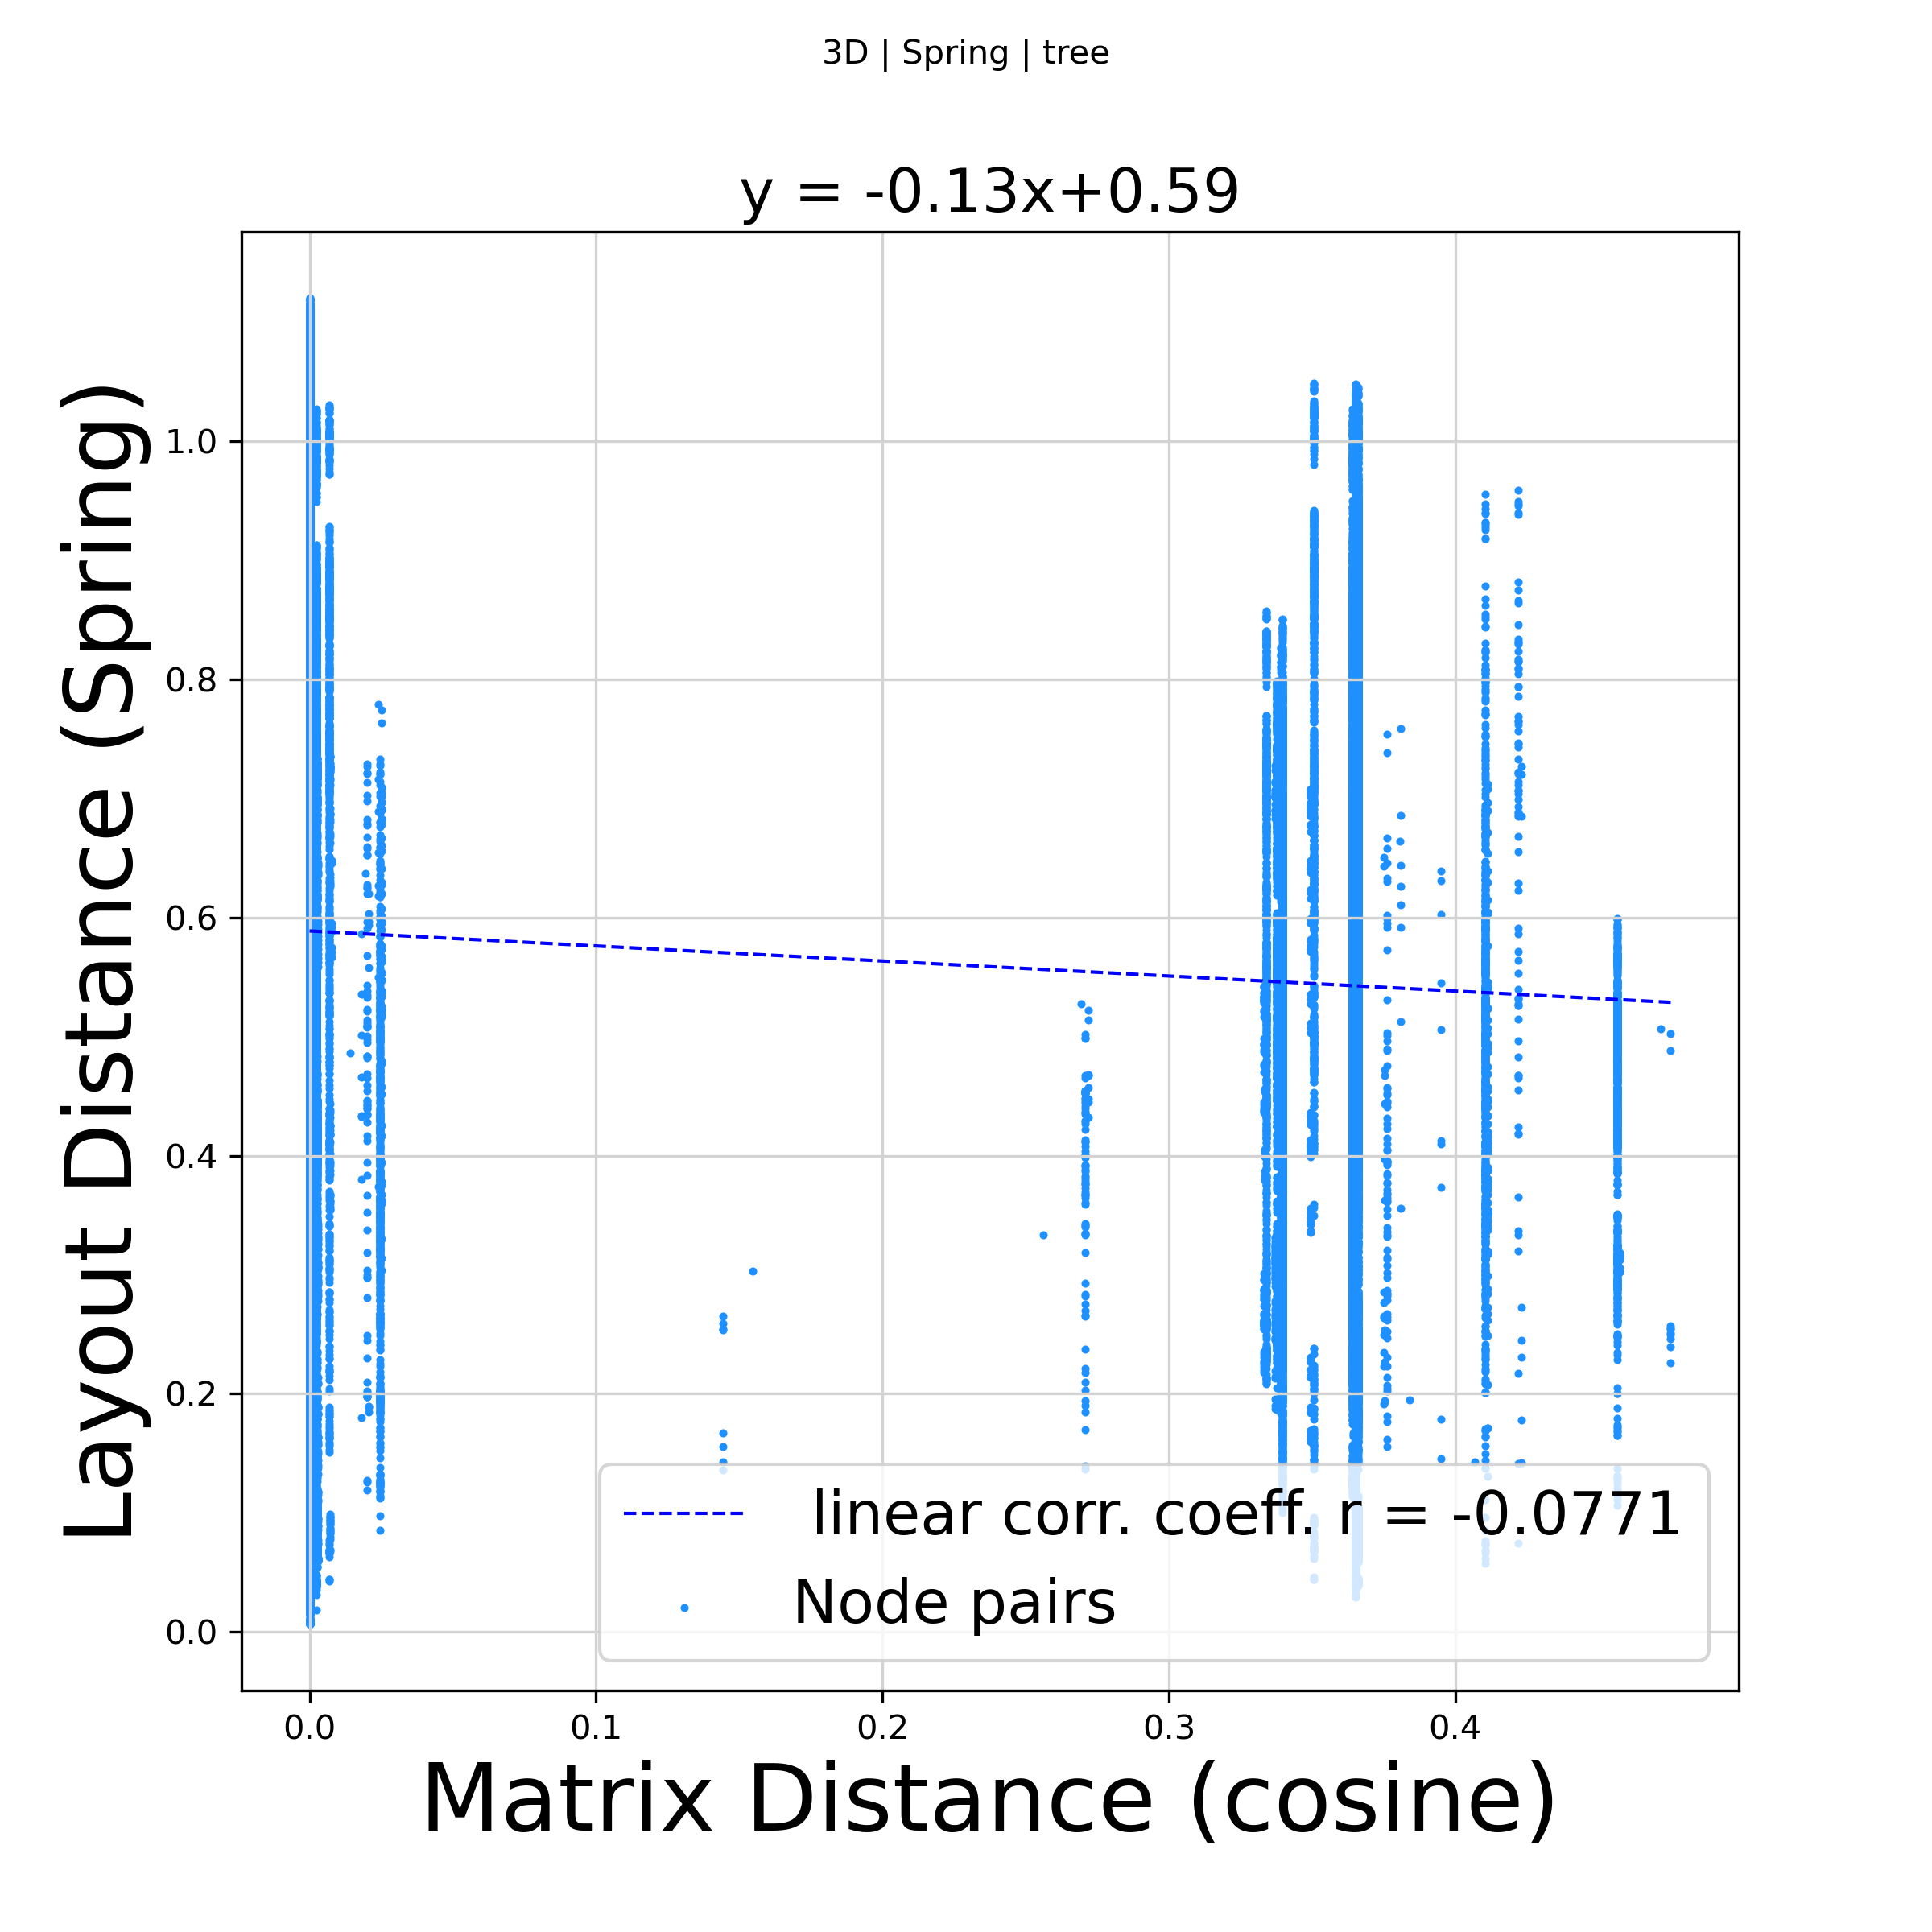 3D | Spring | tree
y = -0.13x+0.59
Layout Distance (Spring)
1.0
0.8
0.6
0.4
0.2
0.0
linear corr. coeff. r = -0.0771
Node pairs
0.0 0.1 0.2 0.3 0.4
Matrix Distance (cosine)